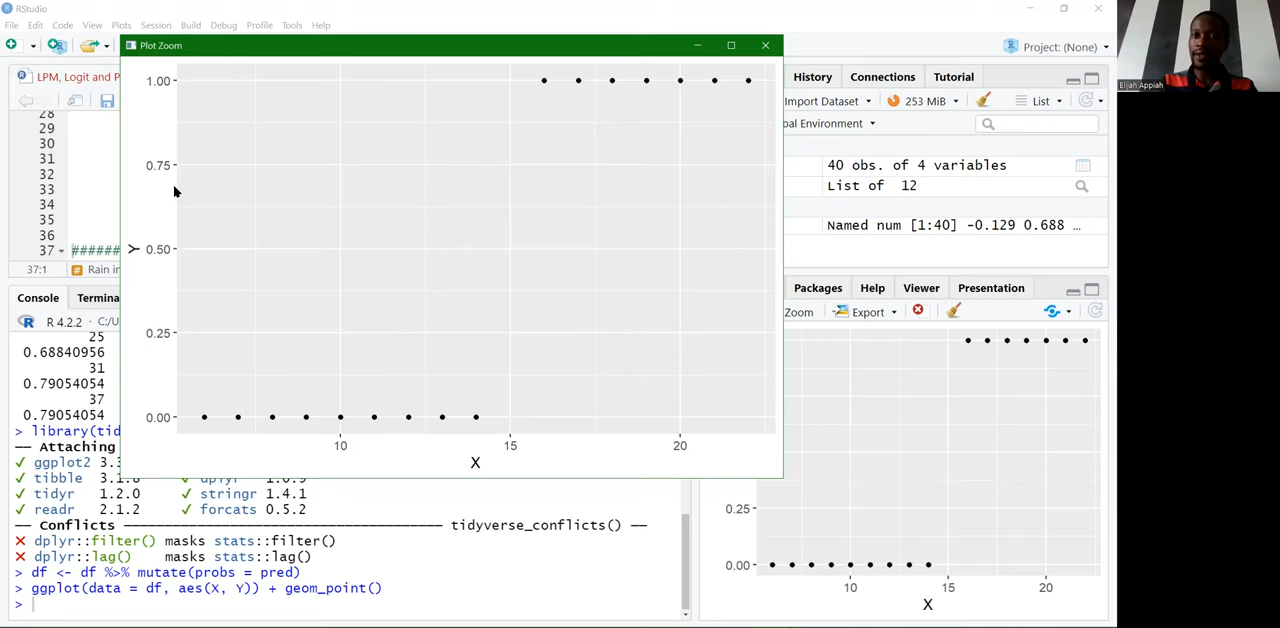 RStudio
File Edit Code View Plots Session Build Debug Profile Tools Help
Project: (None)
Plot Zoom
LPM, Logit and P
28
29
30
31
32
33
34
35
36
37 ######
37:1 Rain in
1.00
0.75
0.50
0.25
0.00
Y
10 15 20
X
History Connections Tutorial
Import Dataset 253 MiB List
bal Environment
40 obs. of 4 variables
List of 12
Named num [1:40] -0.129 0.688 …
Packages Help Viewer Presentation
Zoom Export
0.25
0.00
10 15 20
X
Console Termina
R 4.2.2 · C:/U
25
0.68840956
31
0.79054054
37
0.79054054
> library(tid
── Attaching
✓ ggplot2 3.3
✓ tibble 3.1.8 dplyr 1.0.9
✓ tidyr 1.2.0 ✓ stringr 1.4.1
✓ readr 2.1.2 ✓ forcats 0.5.2
── Conflicts ──────────────────── tidyverse_conflicts() ──
✗ dplyr::filter() masks stats::filter()
✗ dplyr::lag() masks stats::lag()
> df <- df %>% mutate(probs = pred)
> ggplot(data = df, aes(X, Y)) + geom_point()
>
Elijah Appiah